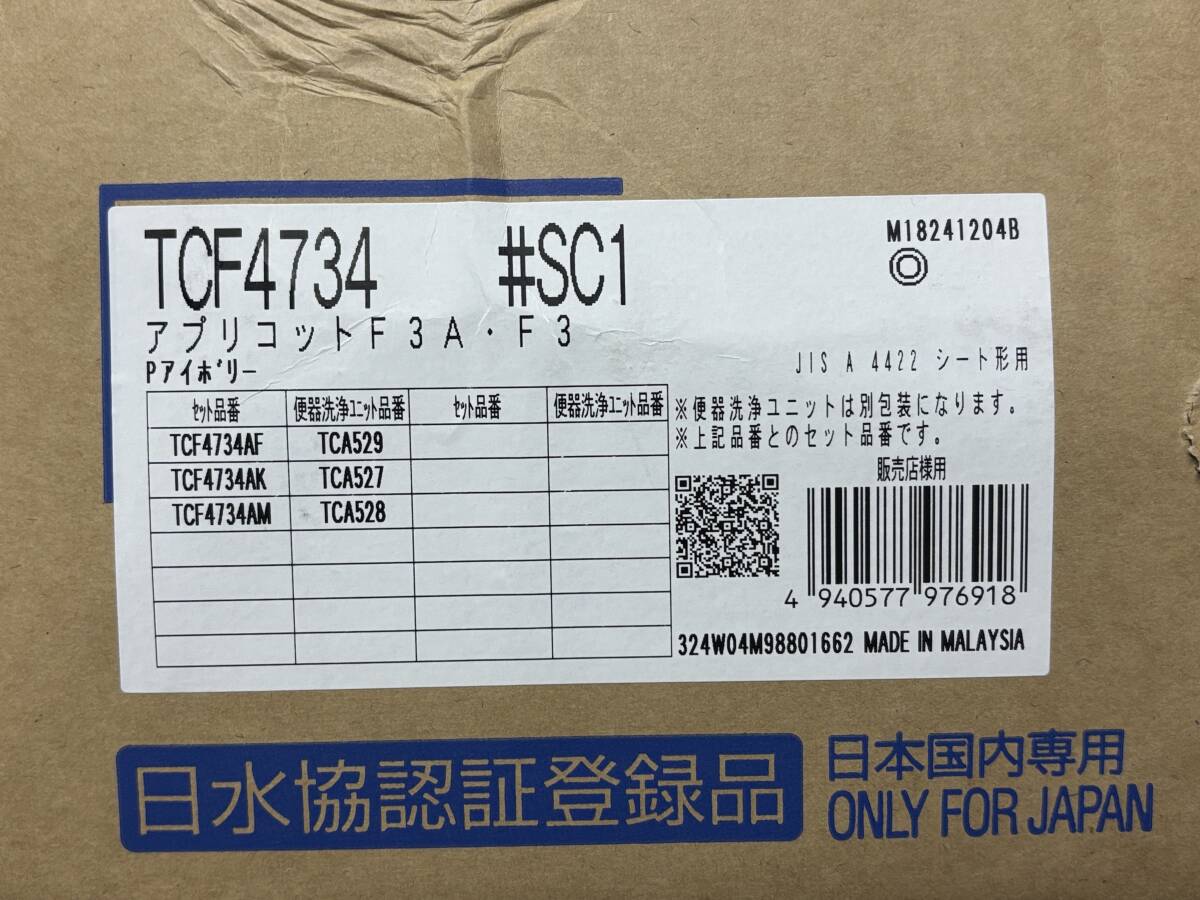 TCF4734 #SC1
M18241204B
アプリコットF3A・F3
Pアイボリー
JIS A 4422 シート形用
セット品番 便器洗浄ユニット品番 セット品番 便器洗浄ユニット品番
TCF4734AF TCA529
TCF4734AK TCA527
TCF4734AM TCA528
※便器洗浄ユニットは別包装になります。
※上記品番とのセット品番です。
販売店様用
4 940577 976918
324W04M98801662 MADE IN MALAYSIA
日水協認証登録品
日本国内専用
ONLY FOR JAPAN